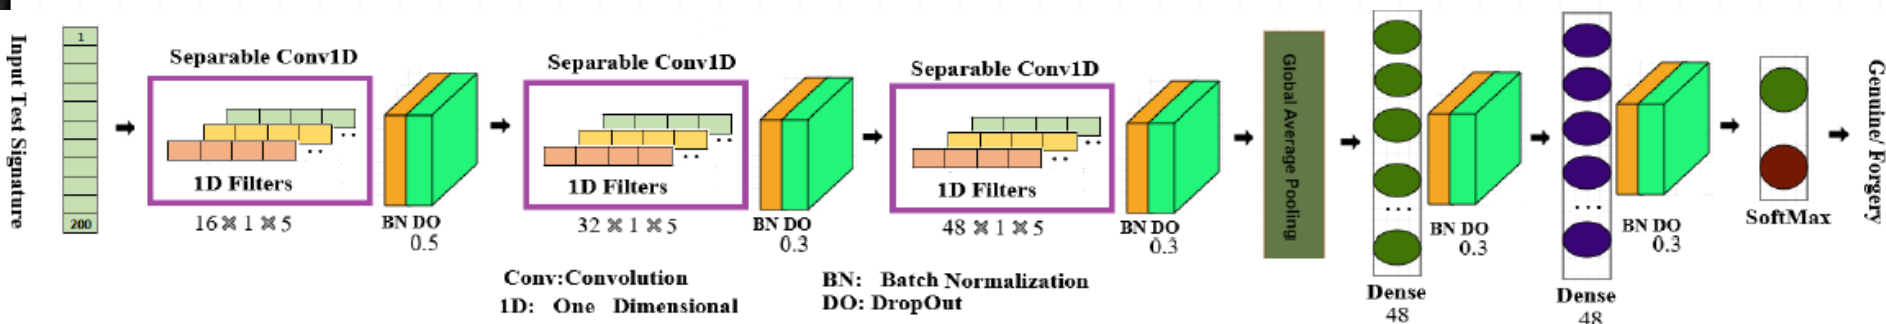 Input Test Signature
1
200
Separable Conv1D
1D Filters
16 × 1 × 5
BN DO
0.5
Separable Conv1D
1D Filters
32 × 1 × 5
BN DO
0.3
Separable Conv1D
1D Filters
48 × 1 × 5
BN DO
0.3
Global Average Pooling
Dense
48
BN DO
0.3
Dense
48
BN DO
0.3
SoftMax
Genuine/ Forgery
Conv:Convolution
1D: One Dimensional
BN: Batch Normalization
DO: DropOut